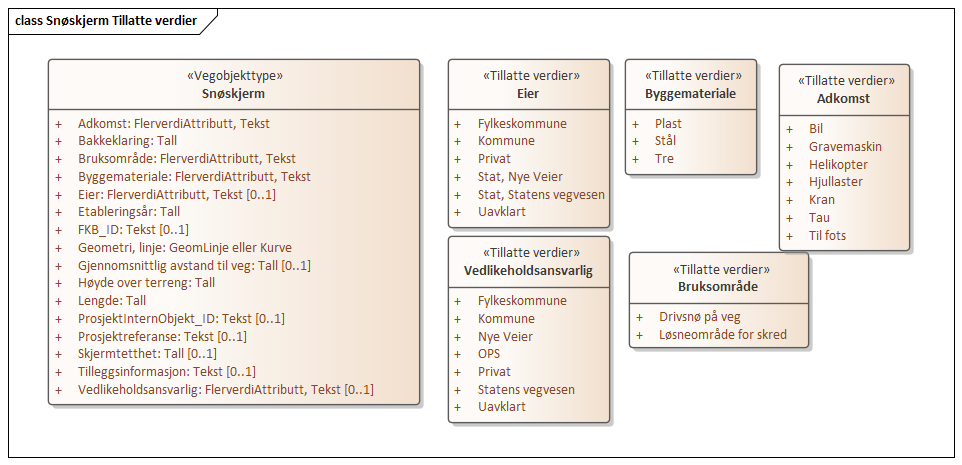 class Snøskjerm Tillatte verdier
«Vegobjekttype»
Snøskjerm
+ Adkomst: FlerverdiAttributt, Tekst
+ Bakkeklaring: Tall
+ Bruksområde: FlerverdiAttributt, Tekst
+ Byggemateriale: FlerverdiAttributt, Tekst
+ Eier: FlerverdiAttributt, Tekst [0..1]
+ Etableringsår: Tall
+ FKB_ID: Tekst [0..1]
+ Geometri, linje: GeomLinje eller Kurve
+ Gjennomsnittlig avstand til veg: Tall [0..1]
+ Høyde over terreng: Tall
+ Lengde: Tall
+ ProsjektInternObjekt_ID: Tekst [0..1]
+ Prosjektreferanse: Tekst [0..1]
+ Skjermtetthet: Tall [0..1]
+ Tilleggsinformasjon: Tekst [0..1]
+ Vedlikeholdsansvarlig: FlerverdiAttributt, Tekst [0..1]
«Tillatte verdier»
Eier
+ Fylkeskommune
+ Kommune
+ Privat
+ Stat, Nye Veier
+ Stat, Statens vegvesen
+ Uavklart
«Tillatte verdier»
Byggemateriale
+ Plast
+ Stål
+ Tre
«Tillatte verdier»
Adkomst
+ Bil
+ Gravemaskin
+ Helikopter
+ Hjullaster
+ Kran
+ Tau
+ Til fots
«Tillatte verdier»
Vedlikeholdsansvarlig
+ Fylkeskommune
+ Kommune
+ Nye Veier
+ OPS
+ Privat
+ Statens vegvesen
+ Uavklart
«Tillatte verdier»
Bruksområde
+ Drivsnø på veg
+ Løsneområde for skred